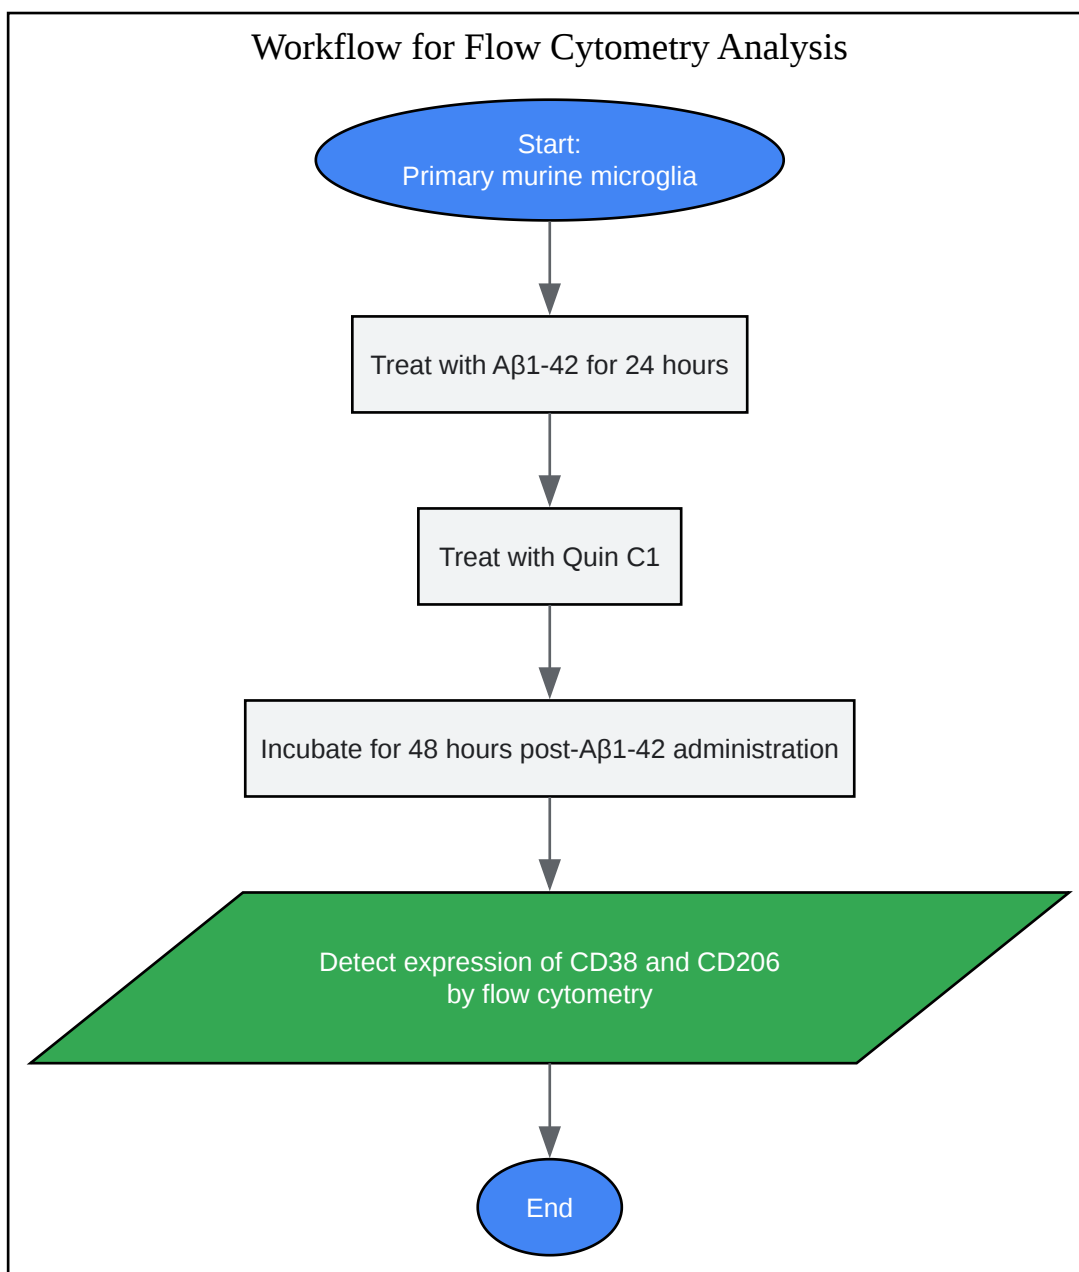 Workflow for Flow Cytometry Analysis
Start:
Primary murine microglia
Treat with Aβ1-42 for 24 hours
Treat with Quin C1
Incubate for 48 hours post-Aβ1-42 administration
Detect expression of CD38 and CD206
by flow cytometry
End